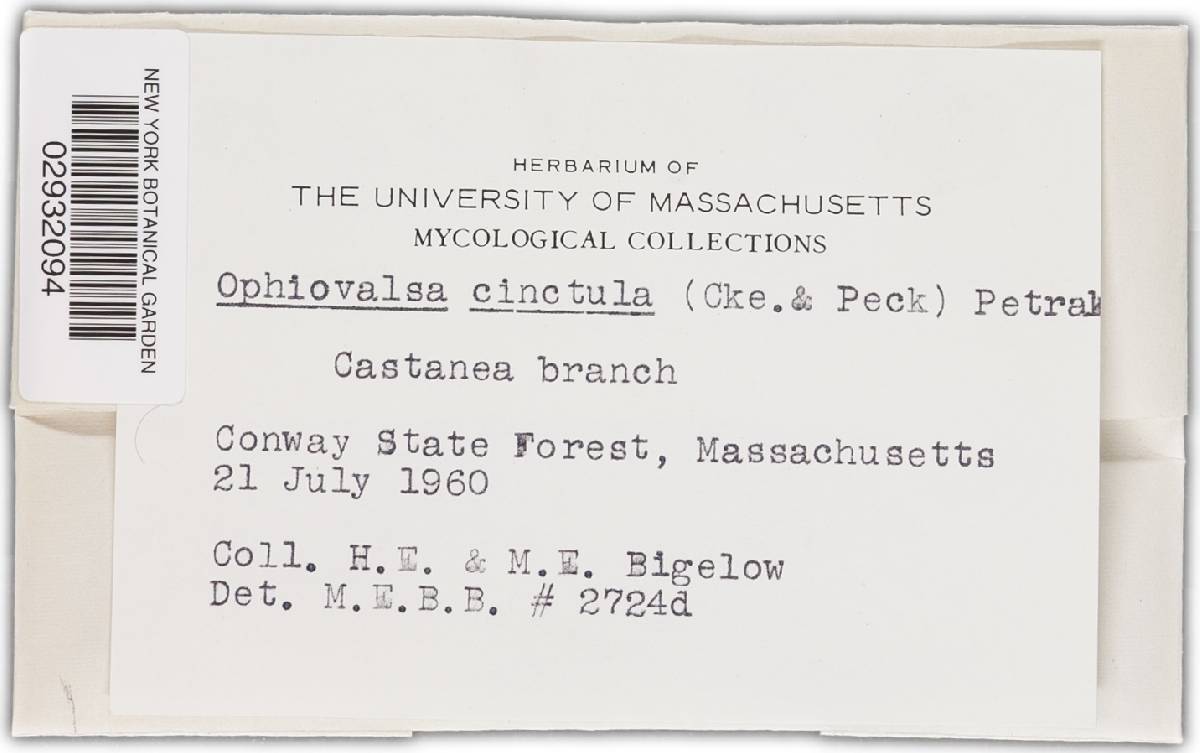 NEW YORK BOTANICAL GARDEN
02932094
HERBARIUM OF
THE UNIVERSITY OF MASSACHUSETTS
MYCOLOGICAL COLLECTIONS
Ophiovalsa cinctula (Cke.& Peck) Petrak
Castanea branch
Conway State Forest, Massachusetts
21 July 1960
Coll. H.E. & M.E. Bigelow
Det. M.E.B.B. # 2724d